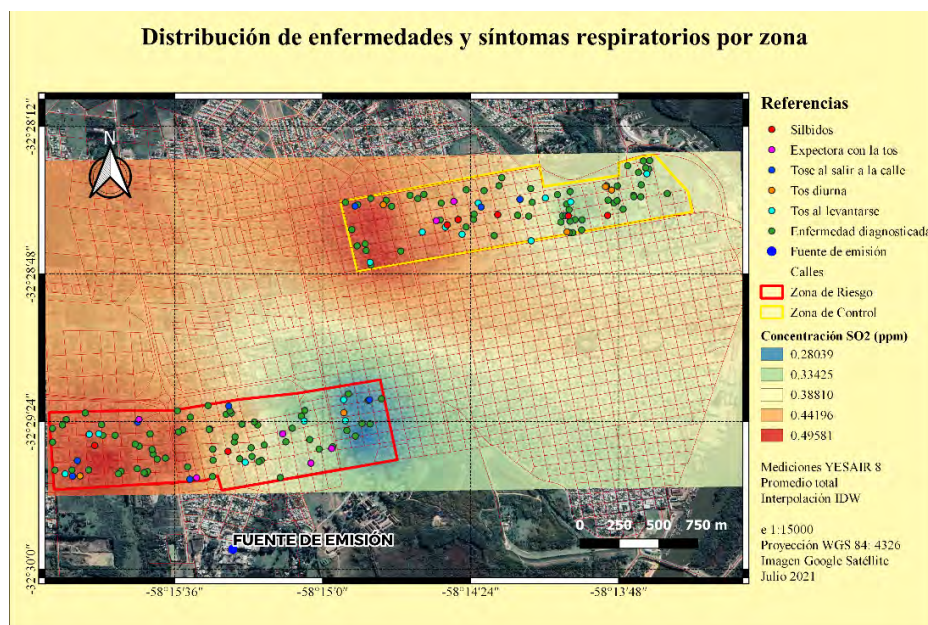 Distribución de enfermedades y síntomas respiratorios por zona
N
-32°28'12"
-32°28'48"
-32°29'24"
-32°30'0"
-58°15'36"
-58°15'0"
-58°14'24"
-58°13'48"
FUENTE DE EMISIÓN
0 250 500 750 m
Referencias
Silbidos
Expectora con la tos
Tose al salir a la calle
Tos diurna
Tos al levantarse
Enfermedad diagnosticada
Fuente de emisión
Calles
Zona de Riesgo
Zona de Control
Concentración SO2 (ppm)
0.28039
0.33425
0.38810
0.44196
0.49581
Mediciones YESAIR 8
Promedio total
Interpolación IDW
e 1:15000
Proyección WGS 84: 4326
Imagen Google Satéllite
Julio 2021